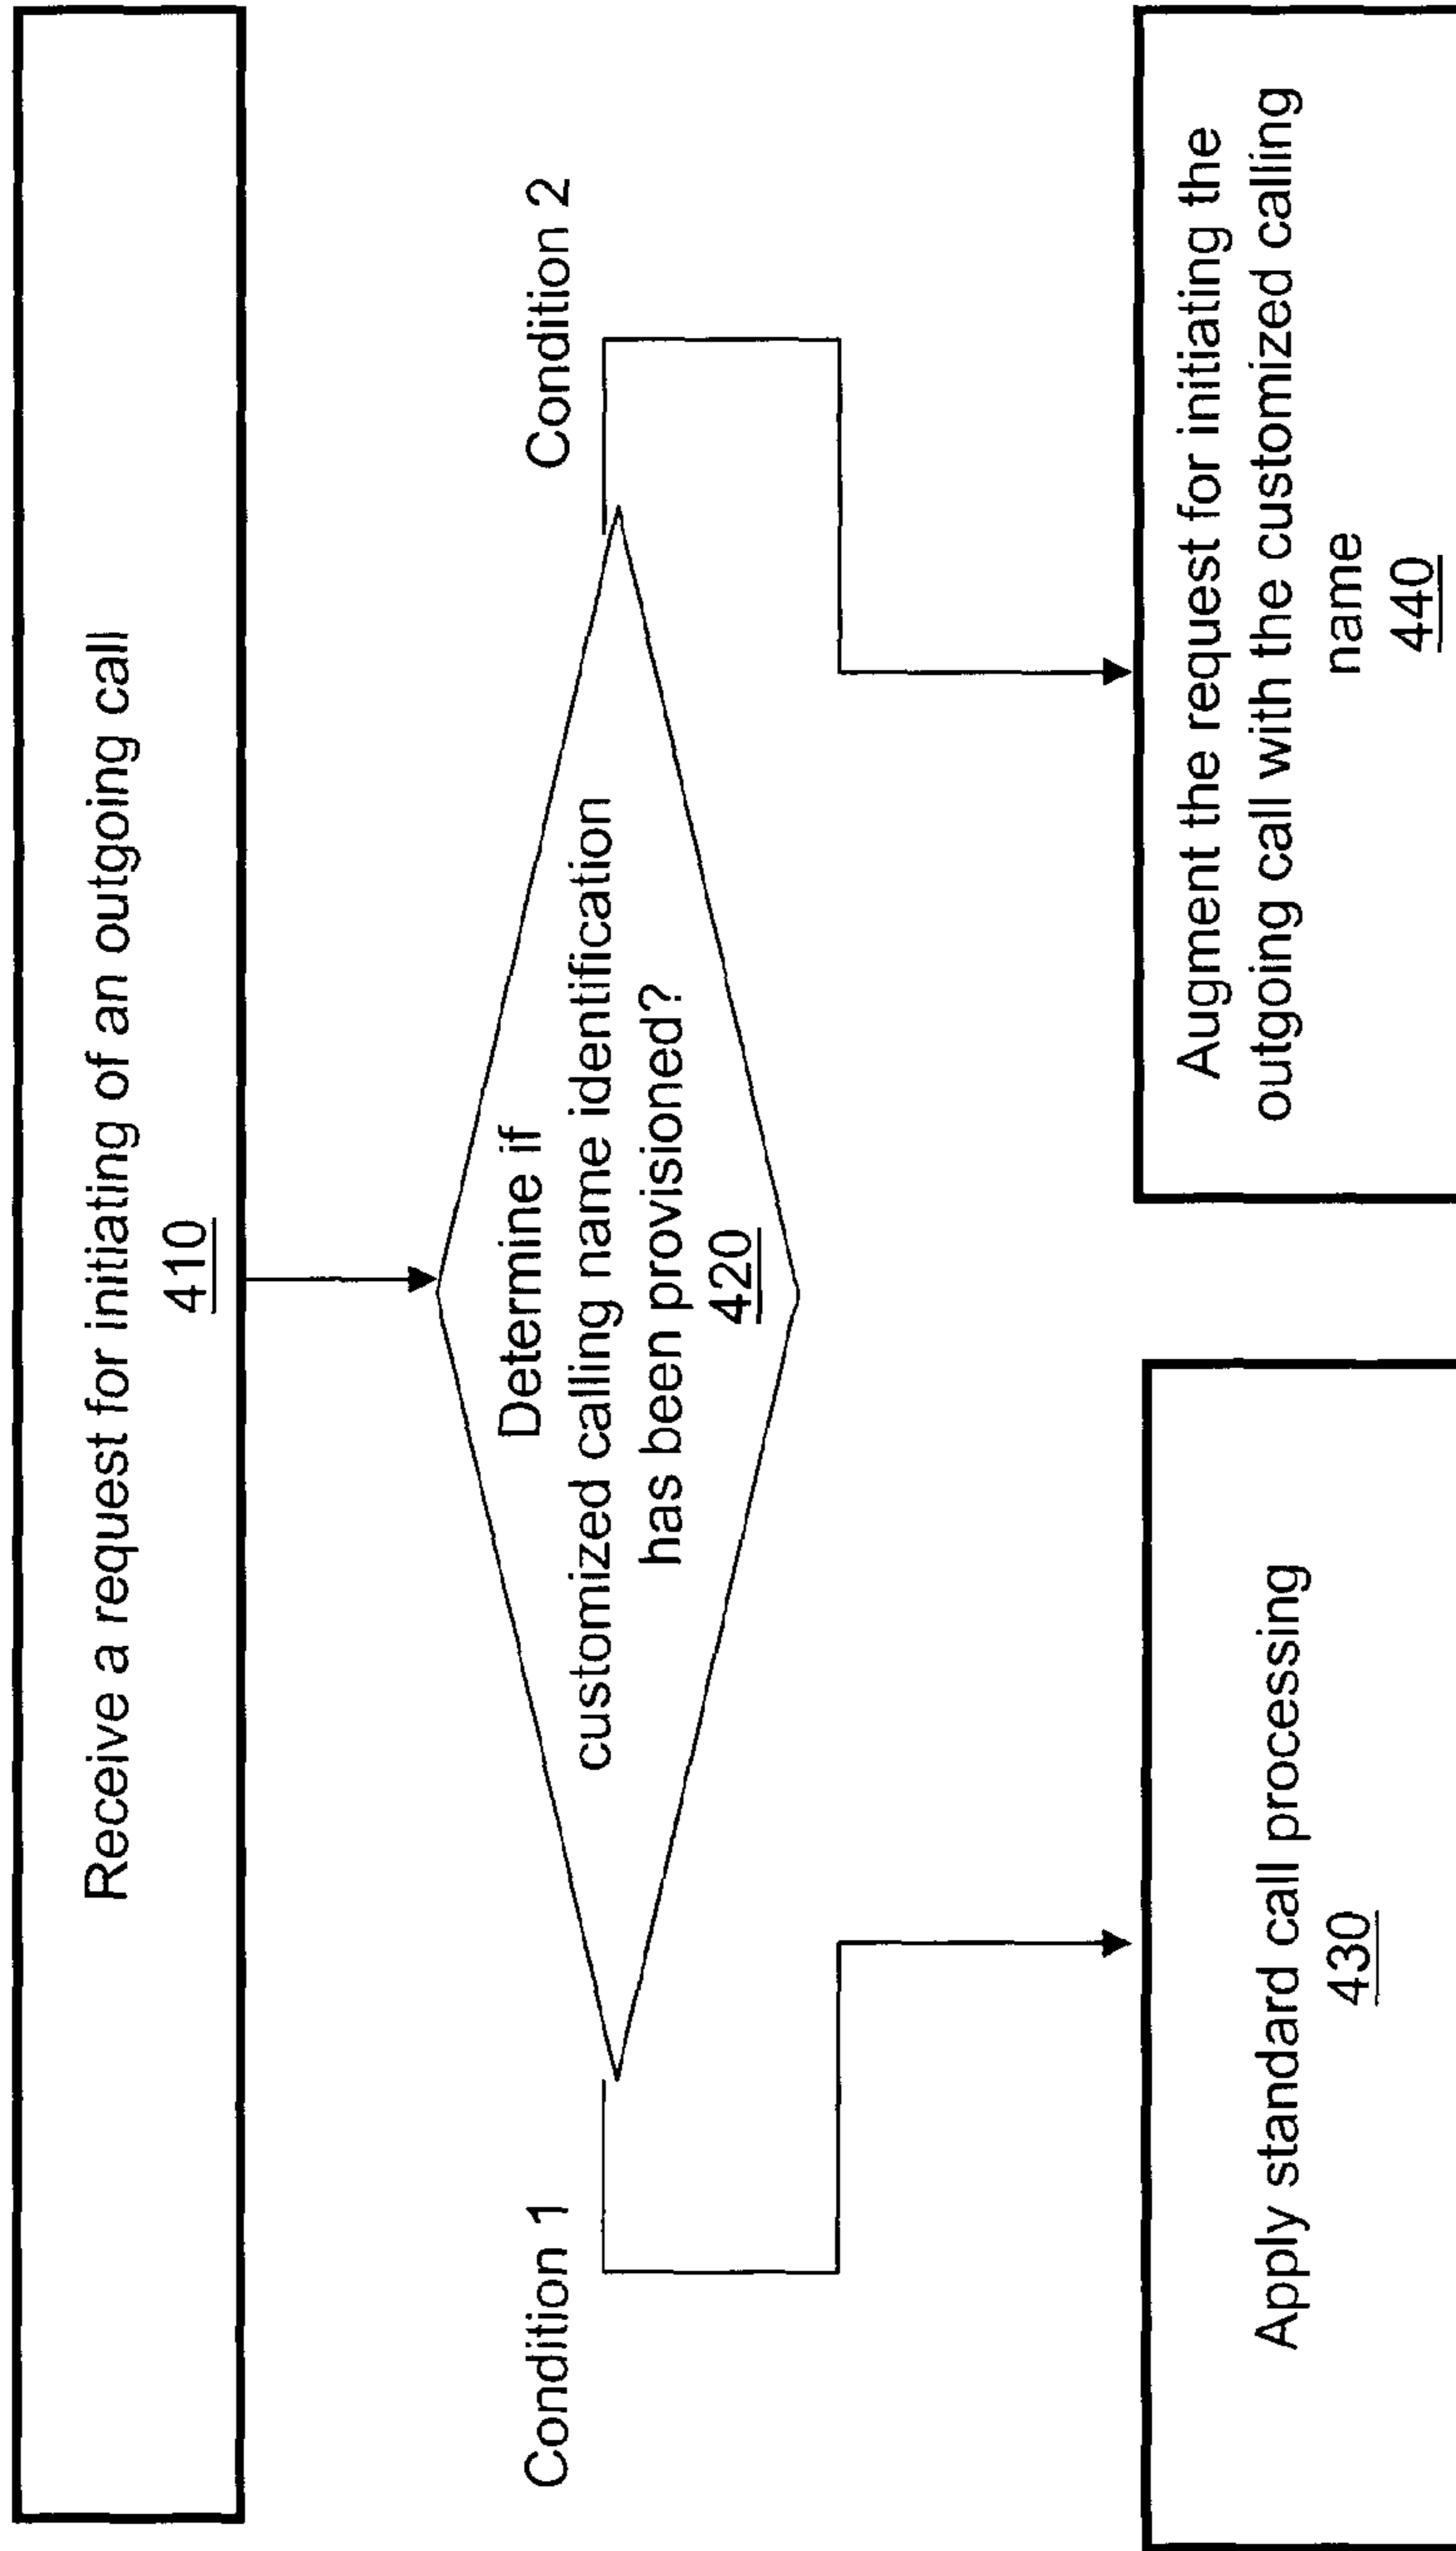 Receive a request for initiating of an outgoing call
410
Determine if
customized calling name identification
has been provisioned?
420
Condition 1
Condition 2
Apply standard call processing
430
Augment the request for initiating the
outgoing call with the customized calling
name
440